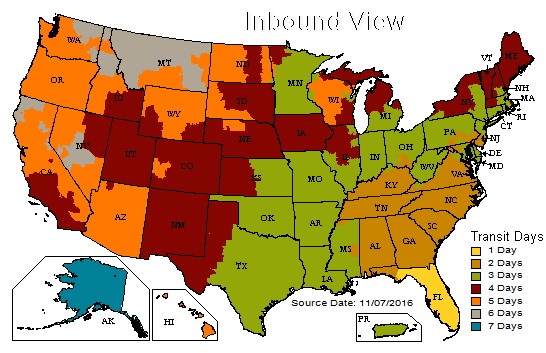 Inbound View
WA
OR
CA
NV
ID
MT
WY
UT
AZ
CO
NM
ND
SD
NE
KS
OK
TX
MN
IA
MO
AR
LA
WI
IL
MS
MI
IN
OH
KY
TN
AL
GA
FL
SC
NC
VA
WV
PA
NY
VT
ME
NH
MA
RI
CT
NJ
DE
MD
AK
HI
PR
Source Date: 11/07/2016
Transit Days
1 Day
2 Days
3 Days
4 Days
5 Days
6 Days
7 Days